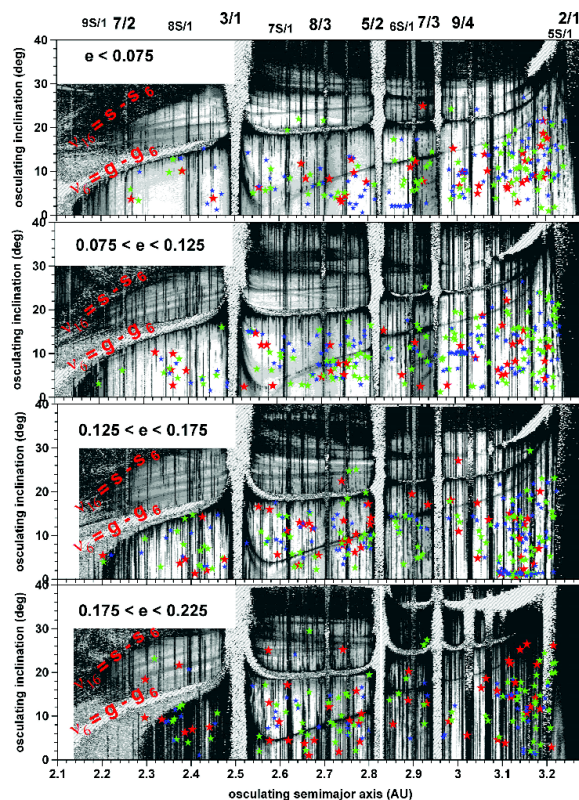 9S/1 7/2 8S/1 3/1 7S/1 8/3 5/2 6S/1 7/3 9/4 2/1
5S/1
40
e < 0.075
30
20
10
0
osculating inclination (deg)
ν16 = s - s6
ν6 = g - g6
40
0.075 < e < 0.125
30
20
10
0
osculating inclination (deg)
ν16 = s - s6
ν6 = g - g6
40
0.125 < e < 0.175
30
20
10
0
osculating inclination (deg)
ν16 = s - s6
ν6 = g - g6
40
0.175 < e < 0.225
30
20
10
0
osculating inclination (deg)
ν16 = s - s6
ν6 = g - g6
2.1 2.2 2.3 2.4 2.5 2.6 2.7 2.8 2.9 3 3.1 3.2
osculating semimajor axis (AU)